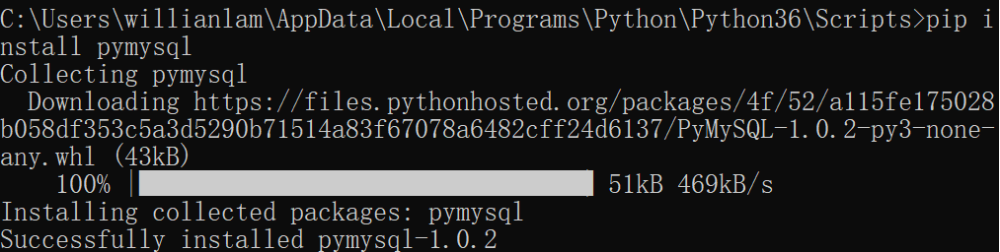 C:\Users\willianlam\AppData\Local\Programs\Python\Python36\Scripts>pip i
nstall pymysql
Collecting pymysql
  Downloading https://files.pythonhosted.org/packages/4f/52/a115fe175028
b058df353c5a3d5290b71514a83f67078a6482cff24d6137/PyMySQL-1.0.2-py3-none-
any.whl (43kB)
    100% |████████████████████████████████| 51kB 469kB/s
Installing collected packages: pymysql
Successfully installed pymysql-1.0.2